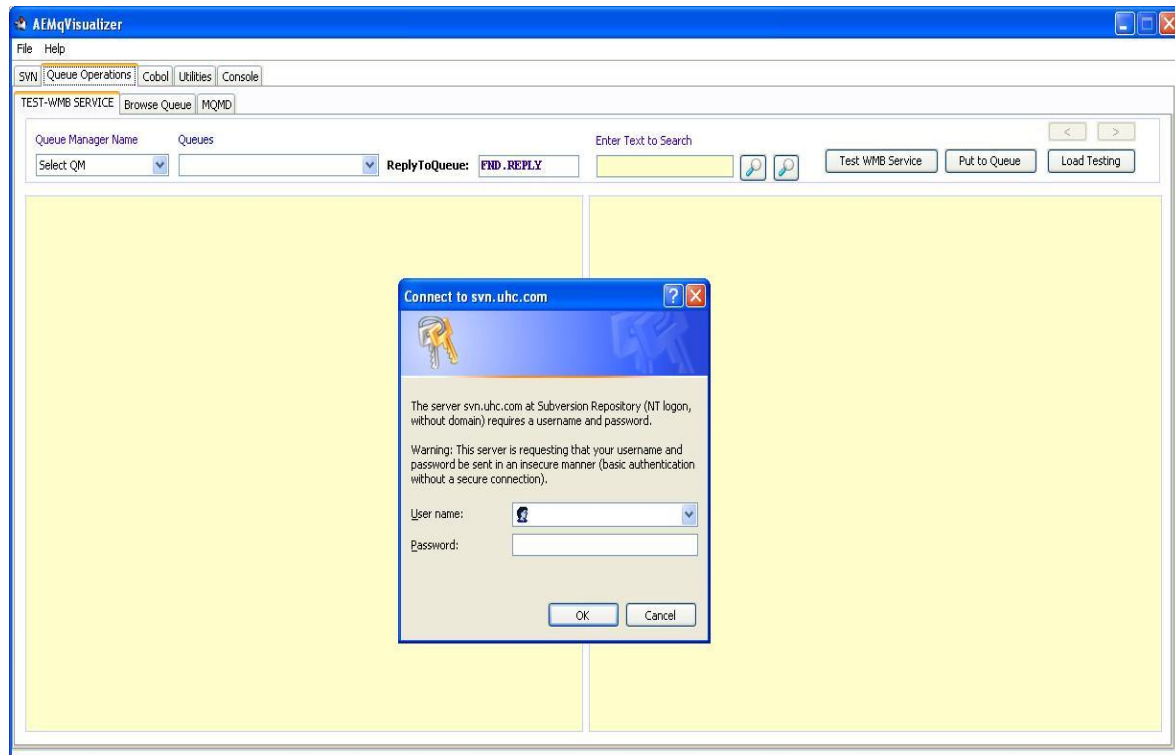 AEMqVisualizer
File Help
SVN Queue Operations Cobol Utilities Console
TEST-WMB SERVICE Browse Queue MQMD
Queue Manager Name Queues Enter Text to Search < >
Select QM ReplyToQueue: FND.REPLY Test WMB Service Put to Queue Load Testing
Connect to svn.uhc.com
The server svn.uhc.com at Subversion Repository (NT logon,
without domain) requires a username and password.
Warning: This server is requesting that your username and
password be sent in an insecure manner (basic authentication
without a secure connection).
User name:
Password:
OK Cancel